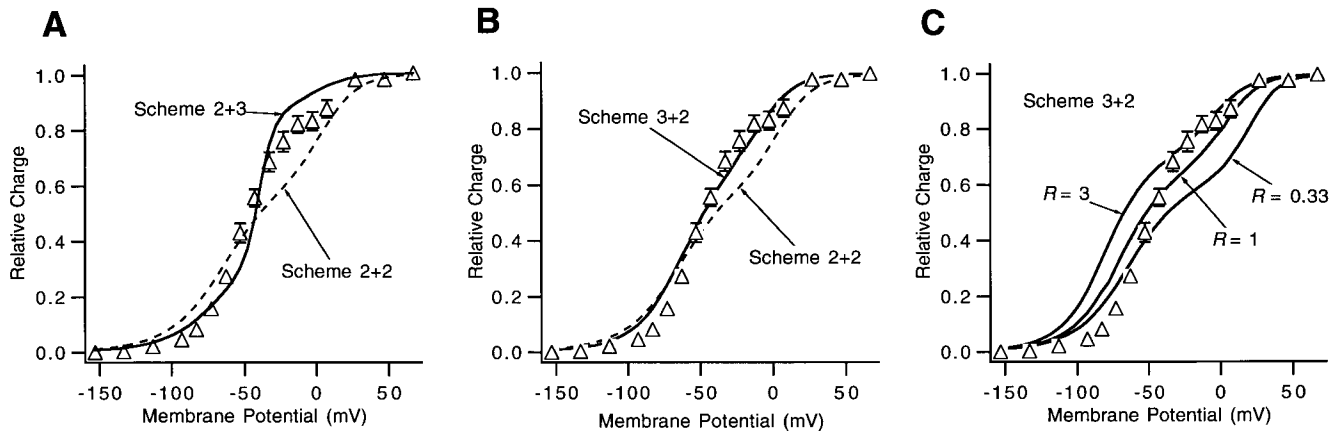 A
B
C
Relative Charge
1.0
0.8
0.6
0.4
0.2
0.0
Scheme 2+3
Scheme 2+2
-150
-100
-50
0
50
Membrane Potential (mV)
Relative Charge
1.0
0.8
0.6
0.4
0.2
0.0
Scheme 3+2
Scheme 2+2
-150
-100
-50
0
50
Membrane Potential (mV)
Relative Charge
1.0
0.8
0.6
0.4
0.2
0.0
Scheme 3+2
R = 3
R = 0.33
R = 1
-150
-100
-50
0
50
Membrane Potential (mV)